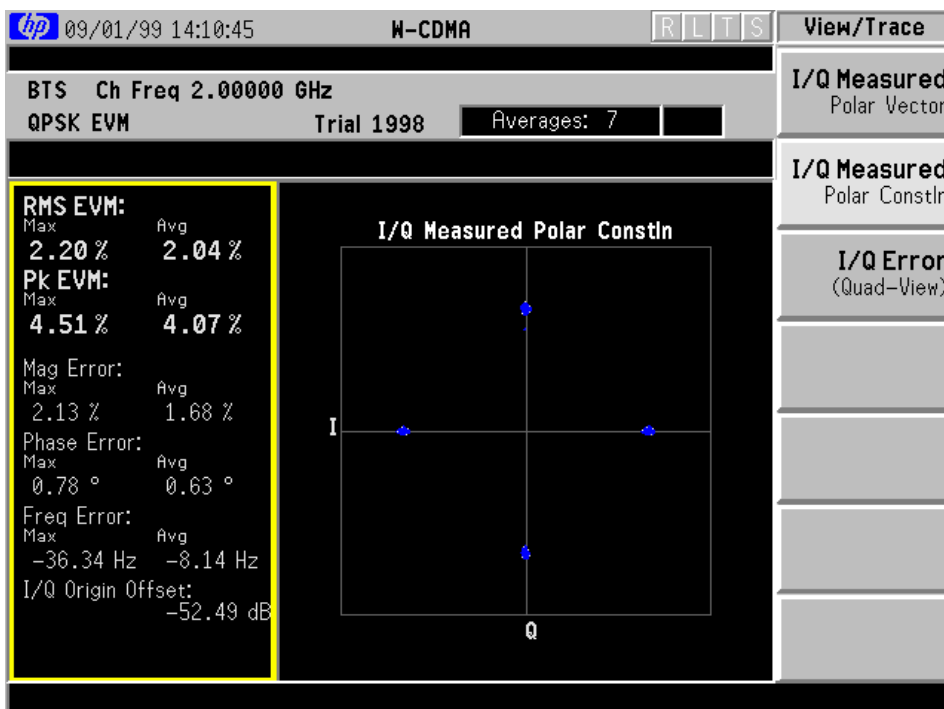 hp 09/01/99 14:10:45 W-CDMA R L T S View/Trace
BTS Ch Freq 2.00000 GHz
QPSK EVM Trial 1998 Averages: 7
I/Q Measured
Polar Vector
I/Q Measured
Polar Constln
I/Q Error
(Quad-View)
RMS EVM:
Max Avg
2.20 % 2.04 %
Pk EVM:
Max Avg
4.51 % 4.07 %
Mag Error:
Max Avg
2.13 % 1.68 %
Phase Error:
Max Avg
0.78 ° 0.63 °
Freq Error:
Max Avg
-36.34 Hz -8.14 Hz
I/Q Origin Offset:
-52.49 dB
I/Q Measured Polar Constln
I
Q